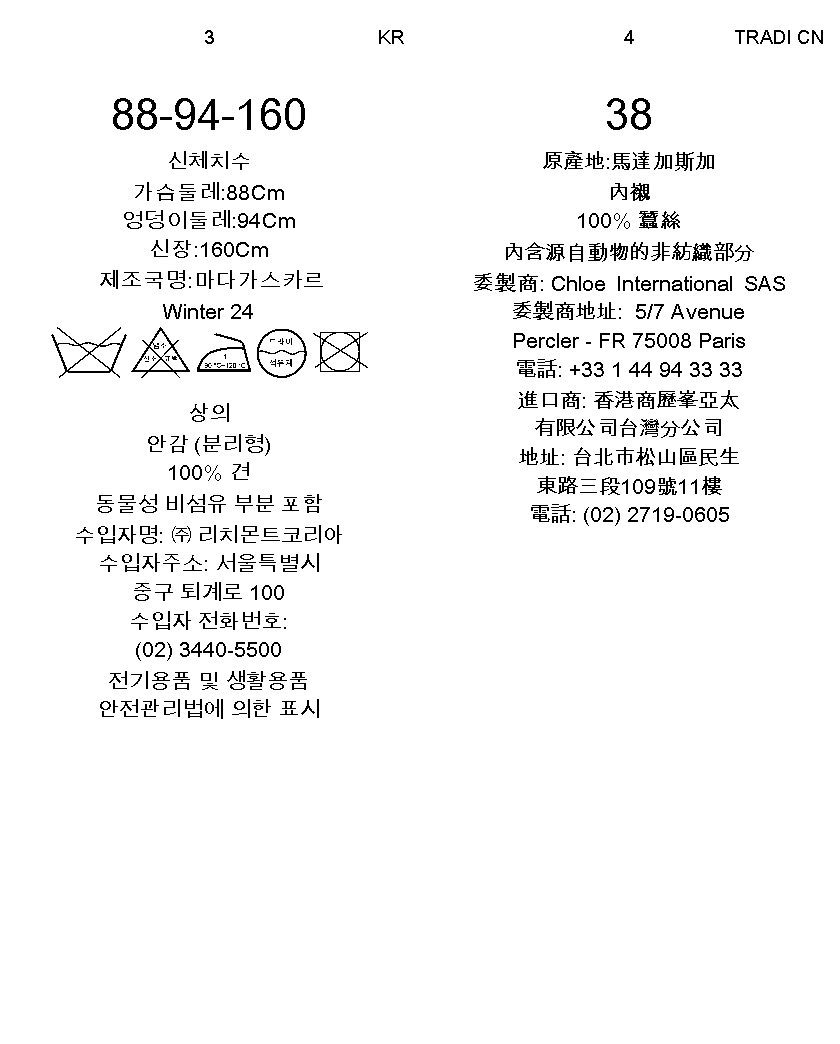 3 KR
88-94-160
신체치수
가슴둘레:88Cm
엉덩이둘레:94Cm
신장:160Cm
제조국명:마다가스카르
Winter 24
염소
산소 표백
1
80 °C~120 °C
드라이
석유계
상의
안감 (분리형)
100% 견
동물성 비섬유 부분 포함
수입자명: ㈜ 리치몬트코리아
수입자주소: 서울특별시
중구 퇴계로 100
수입자 전화번호:
(02) 3440-5500
전기용품 및 생활용품
안전관리법에 의한 표시
4 TRADI CN
38
原產地:馬達加斯加
內襯
100% 蠶絲
內含源自動物的非紡織部分
委製商: Chloe International SAS
委製商地址: 5/7 Avenue
Percler - FR 75008 Paris
電話: +33 1 44 94 33 33
進口商: 香港商歷峯亞太
有限公司台灣分公司
地址: 台北市松山區民生
東路三段109號11樓
電話: (02) 2719-0605